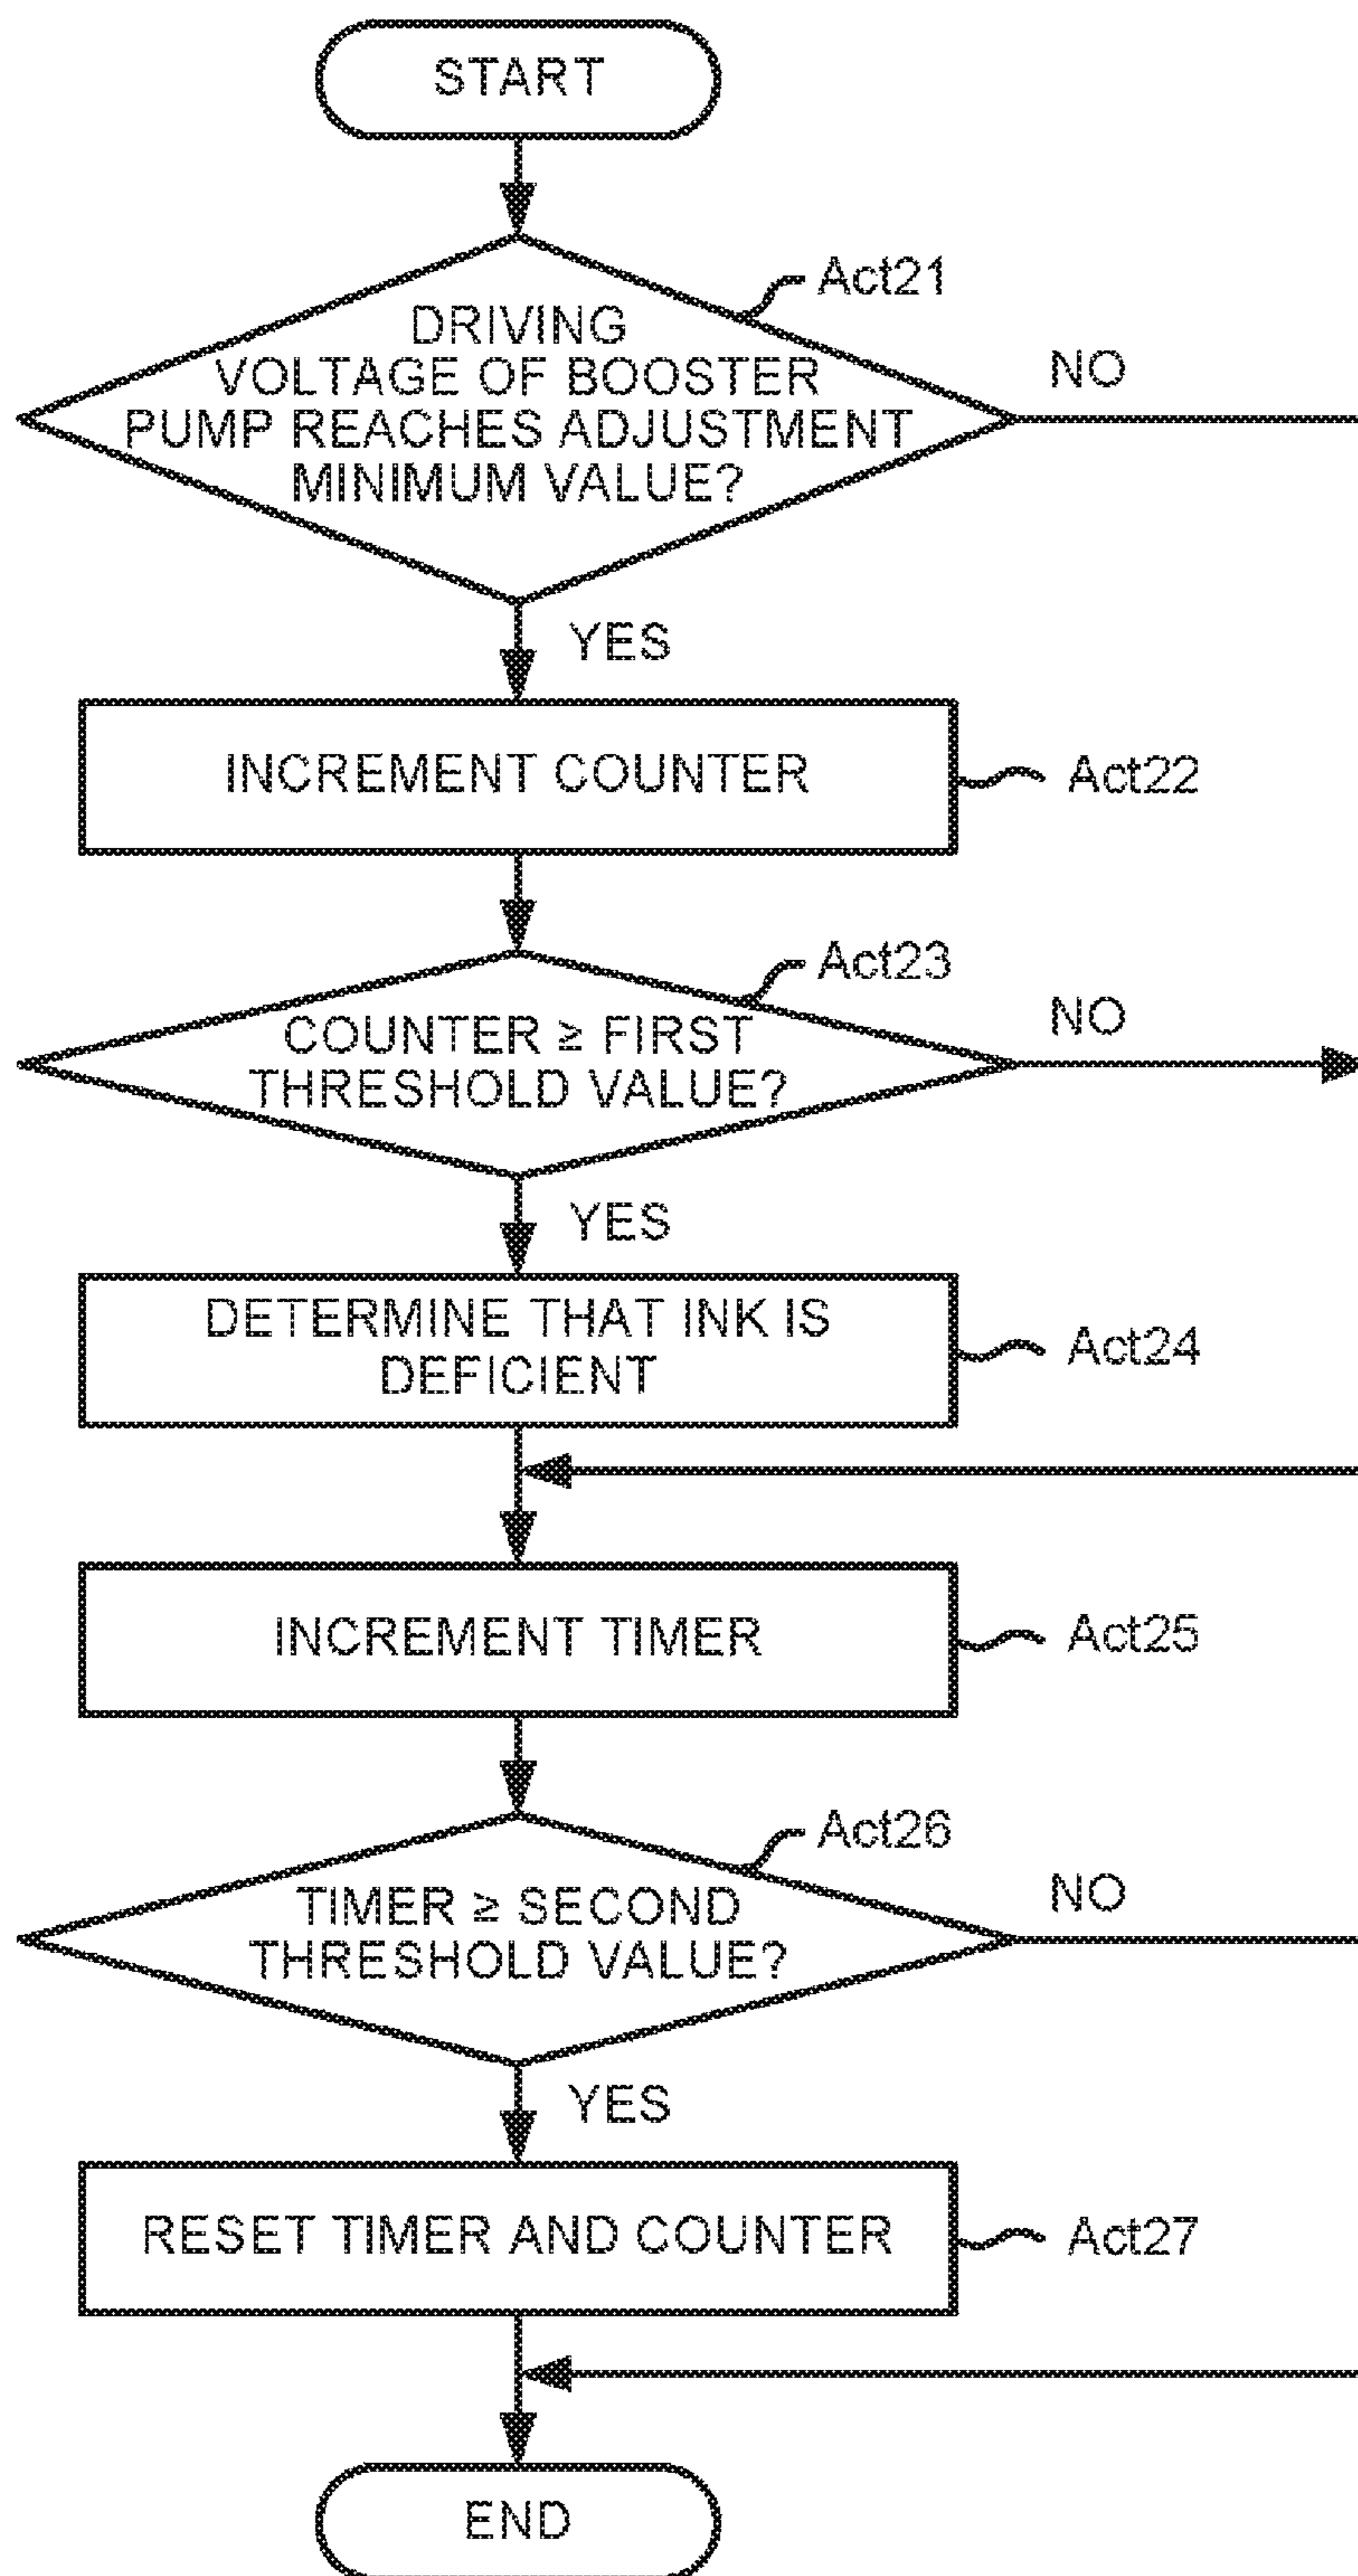 START
Act21
DRIVING
VOLTAGE OF BOOSTER
PUMP REACHES ADJUSTMENT
MINIMUM VALUE?
NO
YES
INCREMENT COUNTER
Act22
Act23
COUNTER ≥ FIRST
THRESHOLD VALUE?
NO
YES
DETERMINE THAT INK IS
DEFICIENT
Act24
INCREMENT TIMER
Act25
Act26
TIMER ≥ SECOND
THRESHOLD VALUE?
NO
YES
RESET TIMER AND COUNTER
Act27
END